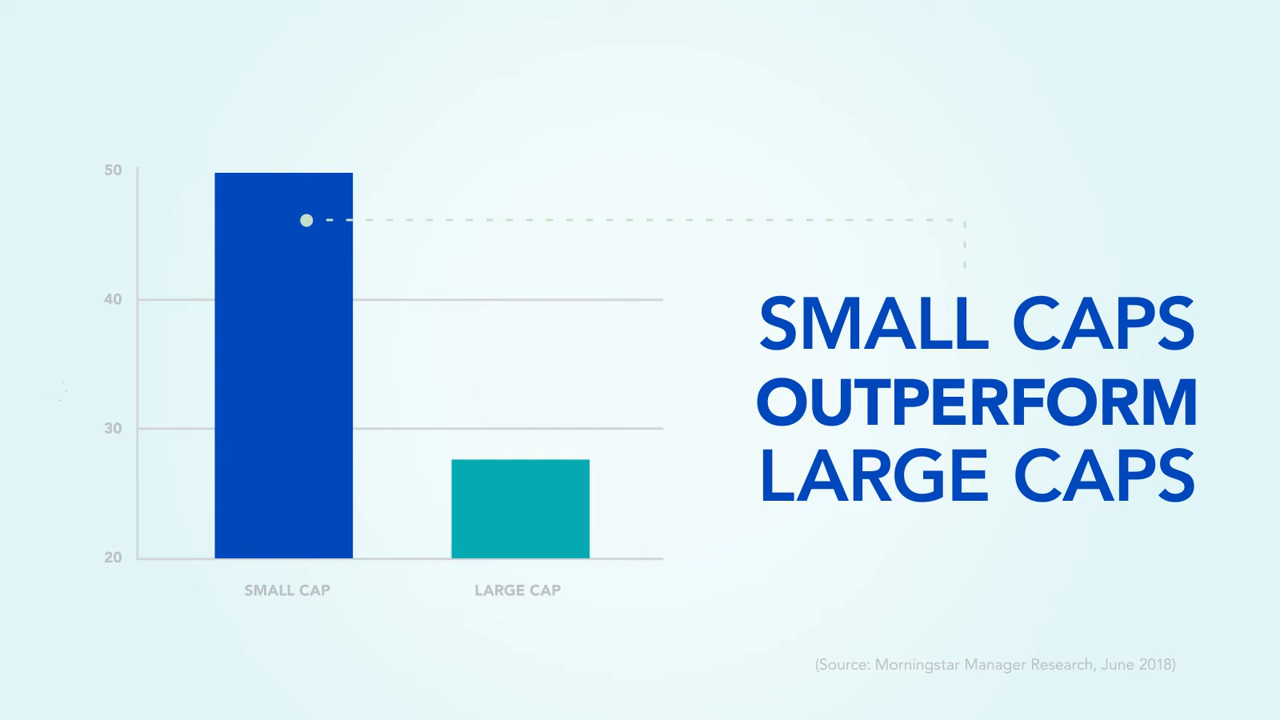 50
40
30
20
SMALL CAP
LARGE CAP
SMALL CAPS
OUTPERFORM
LARGE CAPS
(Source: Morningstar Manager Research, June 2018)